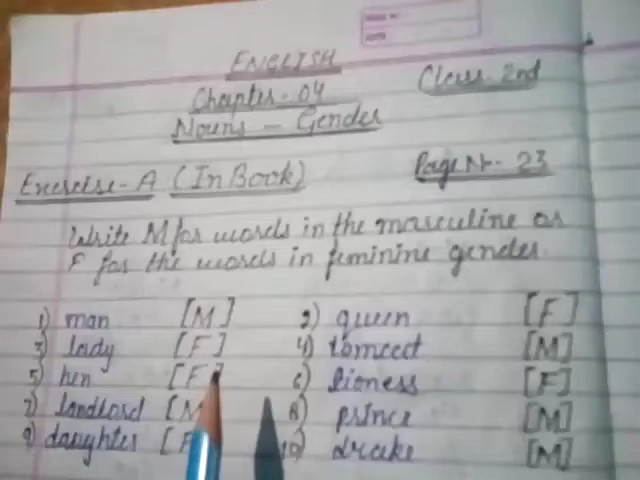 ENGLISH
Chapter-04 Class-2nd
Nouns - Gender
Exercise-A (In Book) Page Nr- 23
Write M for words in the masculine or
F for the words in feminine gender
1) man [M] 2) queen [F]
3) lady [F] 4) tomcat [M]
5) hen [F] 6) lioness [F]
7) landlord [M 8) prince [M]
9) daughter [F 10) drake [M]